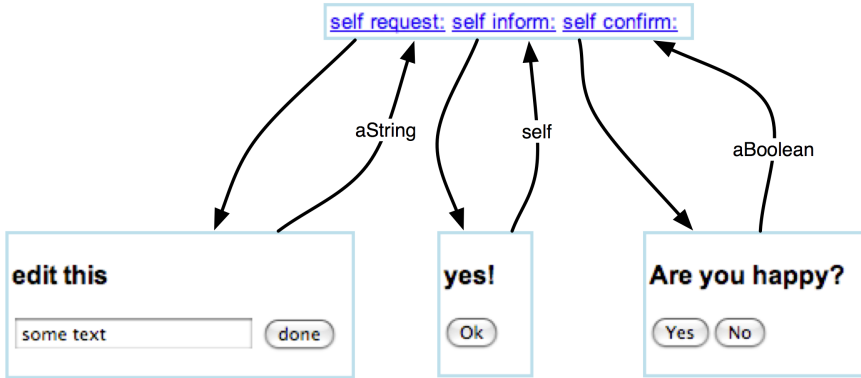 self request: self inform: self confirm:
aString
self
aBoolean
edit this
some text
done
yes!
Ok
Are you happy?
Yes No